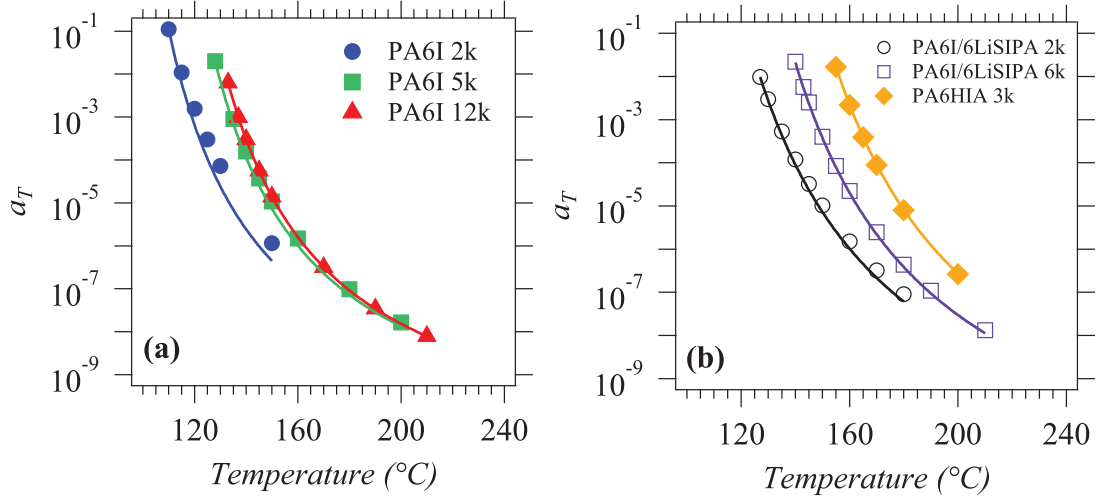 10⁻¹
10⁻³
10⁻⁵
10⁻⁷
10⁻⁹
a_T
PA6I 2k
PA6I 5k
PA6I 12k
(a)
120
160
200
240
Temperature (°C)
10⁻¹
10⁻³
10⁻⁵
10⁻⁷
10⁻⁹
a_T
PA6I/6LiSIPA 2k
PA6I/6LiSIPA 6k
PA6HIA 3k
(b)
120
160
200
240
Temperature (°C)